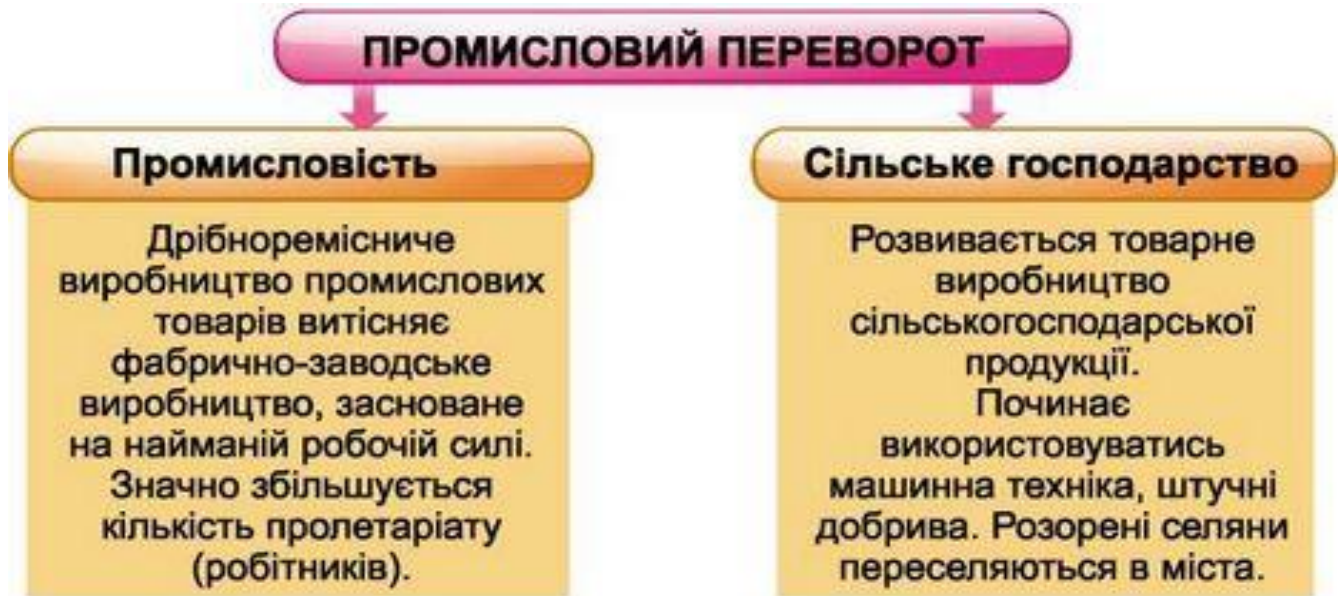 ПРОМИСЛОВИЙ ПЕРЕВОРОТ
Промисловість
Дрібноремісниче
виробництво промислових
товарів витісняє
фабрично-заводське
виробництво, засноване
на найманій робочій силі.
Значно збільшується
кількість пролетаріату
(робітників).
Сільське господарство
Розвивається товарне
виробництво
сільськогосподарської
продукції.
Починає
використовуватись
машинна техніка, штучні
добрива. Розорені селяни
переселяються в міста.